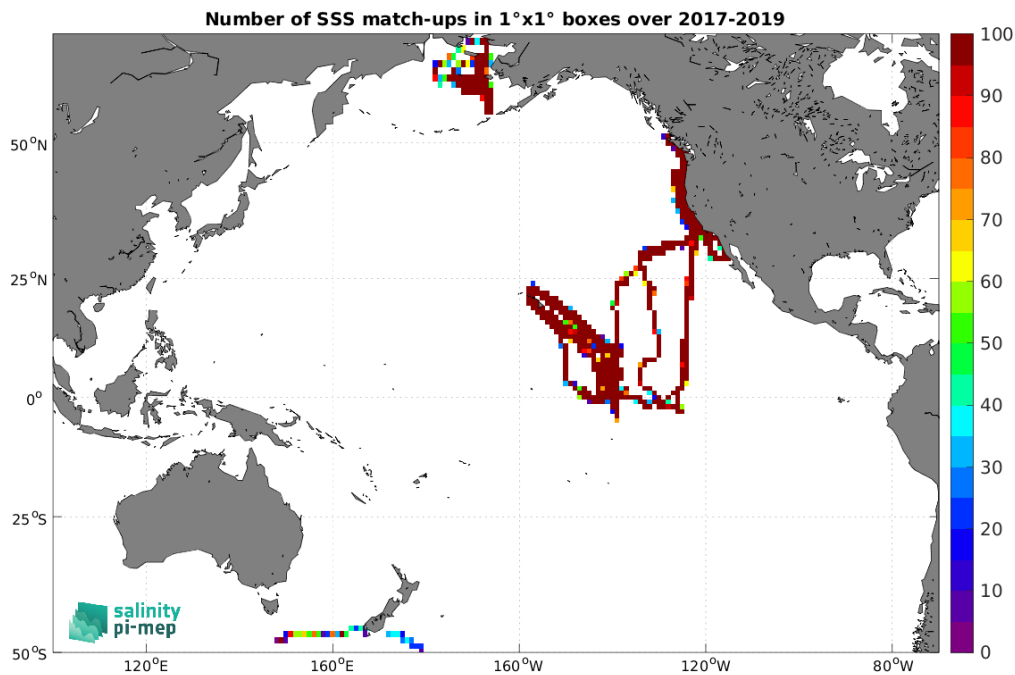 Number of SSS match-ups in 1°x1° boxes over 2017-2019
50°N
25°N
0°
25°S
50°S
120°E
160°E
160°W
120°W
80°W
100
90
80
70
60
50
40
30
20
10
0
salinity
pi-mep